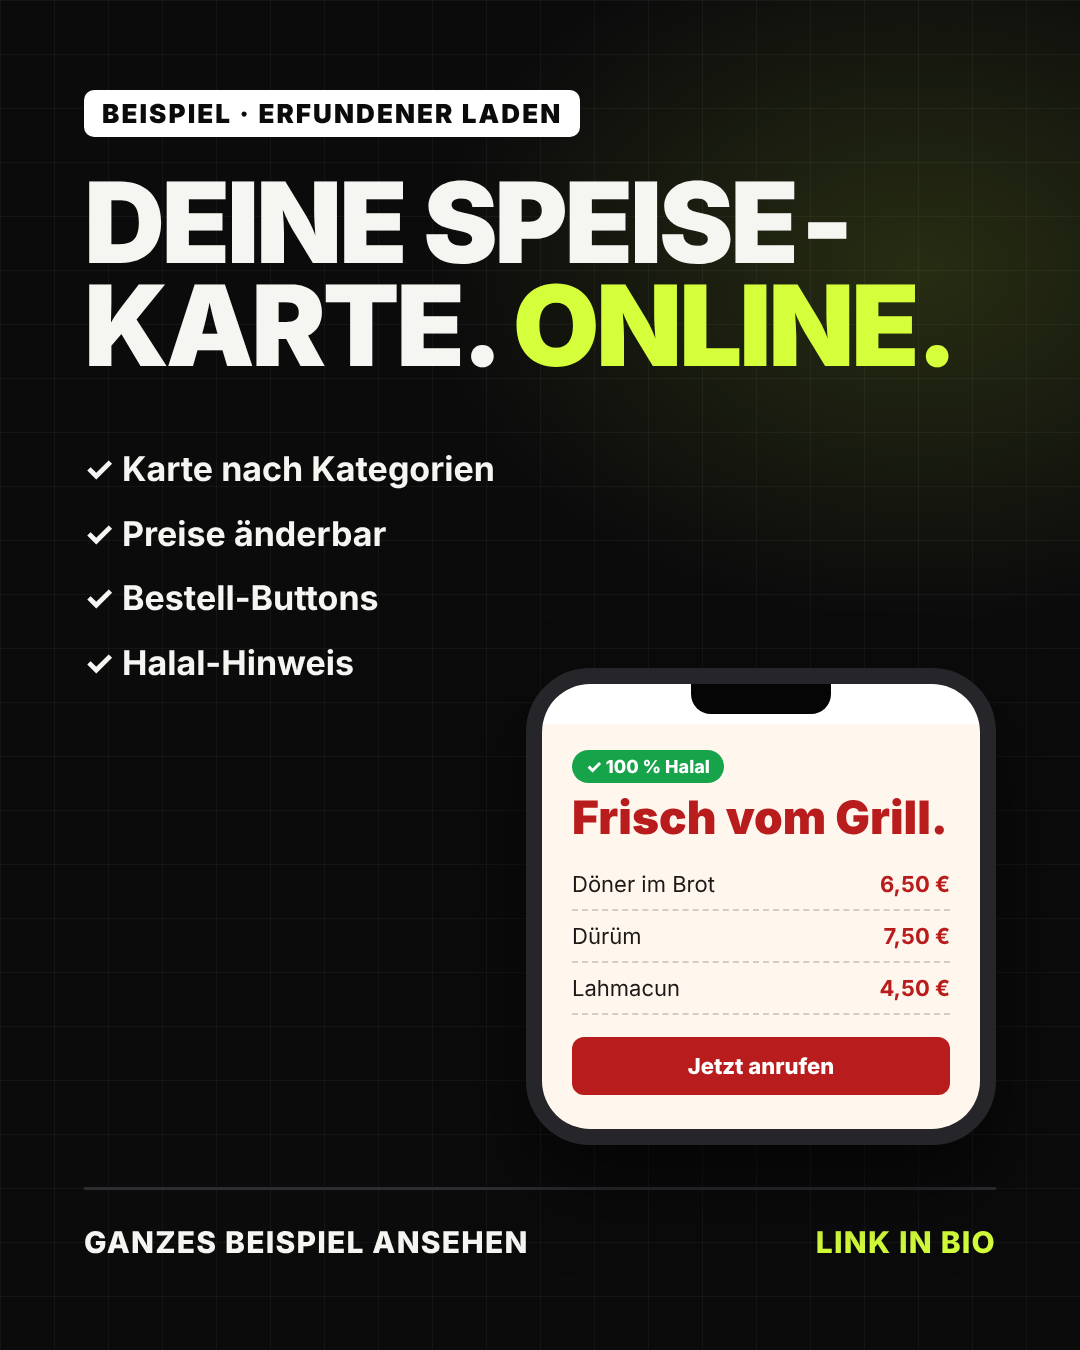 BEISPIEL · ERFUNDENER LADEN
DEINE SPEISE-
KARTE. ONLINE.
✓ Karte nach Kategorien
✓ Preise änderbar
✓ Bestell-Buttons
✓ Halal-Hinweis
✓ 100 % Halal
Frisch vom Grill.
Döner im Brot 6,50 €
Dürüm 7,50 €
Lahmacun 4,50 €
Jetzt anrufen
GANZES BEISPIEL ANSEHEN LINK IN BIO